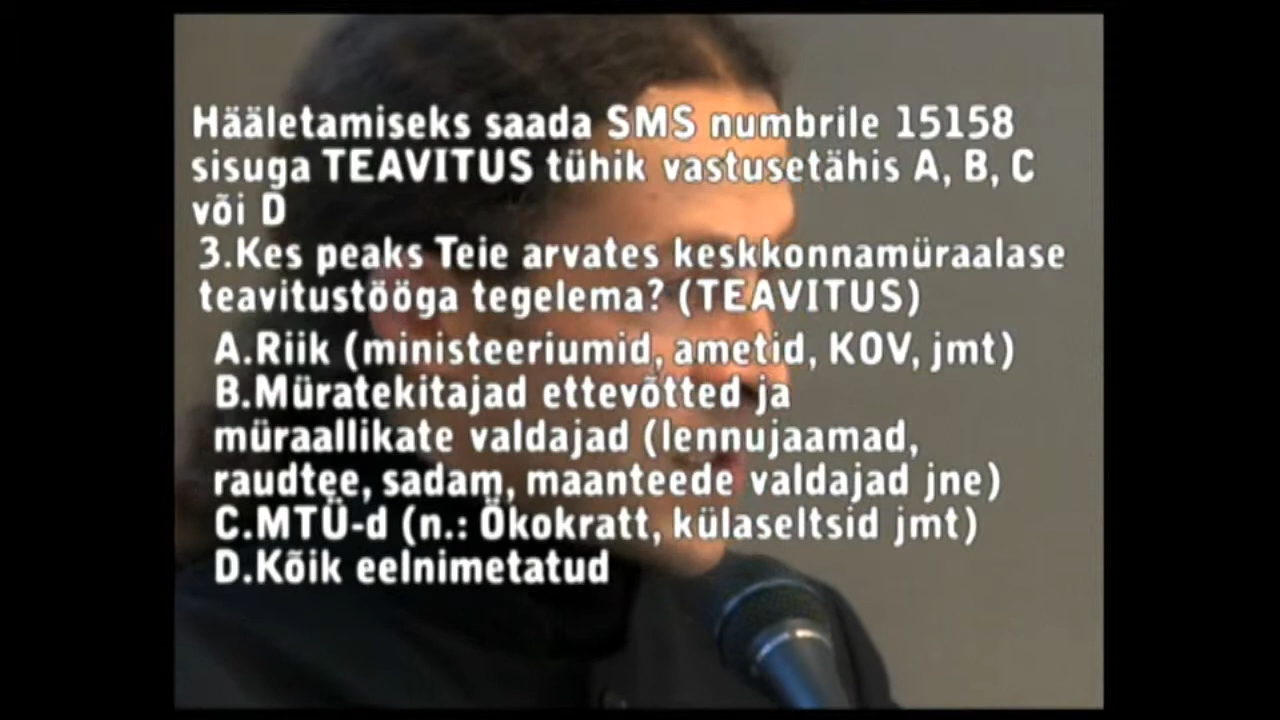 Hääletamiseks saada SMS numbrile 15158
sisuga TEAVITUS tühik vastusetähis A, B, C
või D
3.Kes peaks Teie arvates keskkonnamüraalase
teavitustööga tegelema? (TEAVITUS)
A.Riik (ministeeriumid, ametid, KOV, jmt)
B.Müratekitajad ettevõtted ja
müraallikate valdajad (lennujaamad,
raudtee, sadam, maanteede valdajad jne)
C.MTÜ-d (n.: Ökokratt, külaseltsid jmt)
D.Kõik eelnimetatud